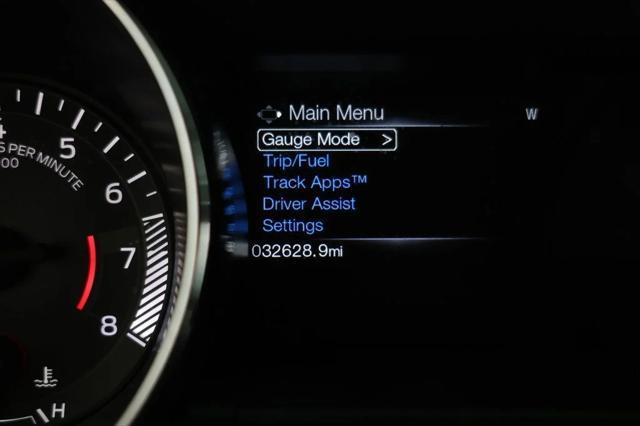 Main Menu
W
Gauge Mode >
Trip/Fuel
Track Apps™
Driver Assist
Settings
032628.9mi
5
PER MINUTE
6
7
8
H